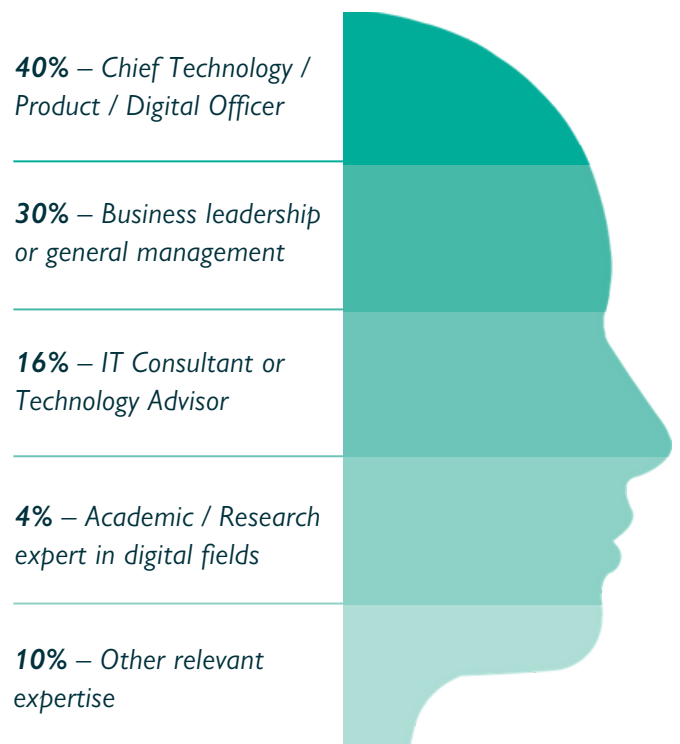 40% – Chief Technology /
Product / Digital Officer
30% – Business leadership
or general management
16% – IT Consultant or
Technology Advisor
4% – Academic / Research
expert in digital fields
10% – Other relevant
expertise